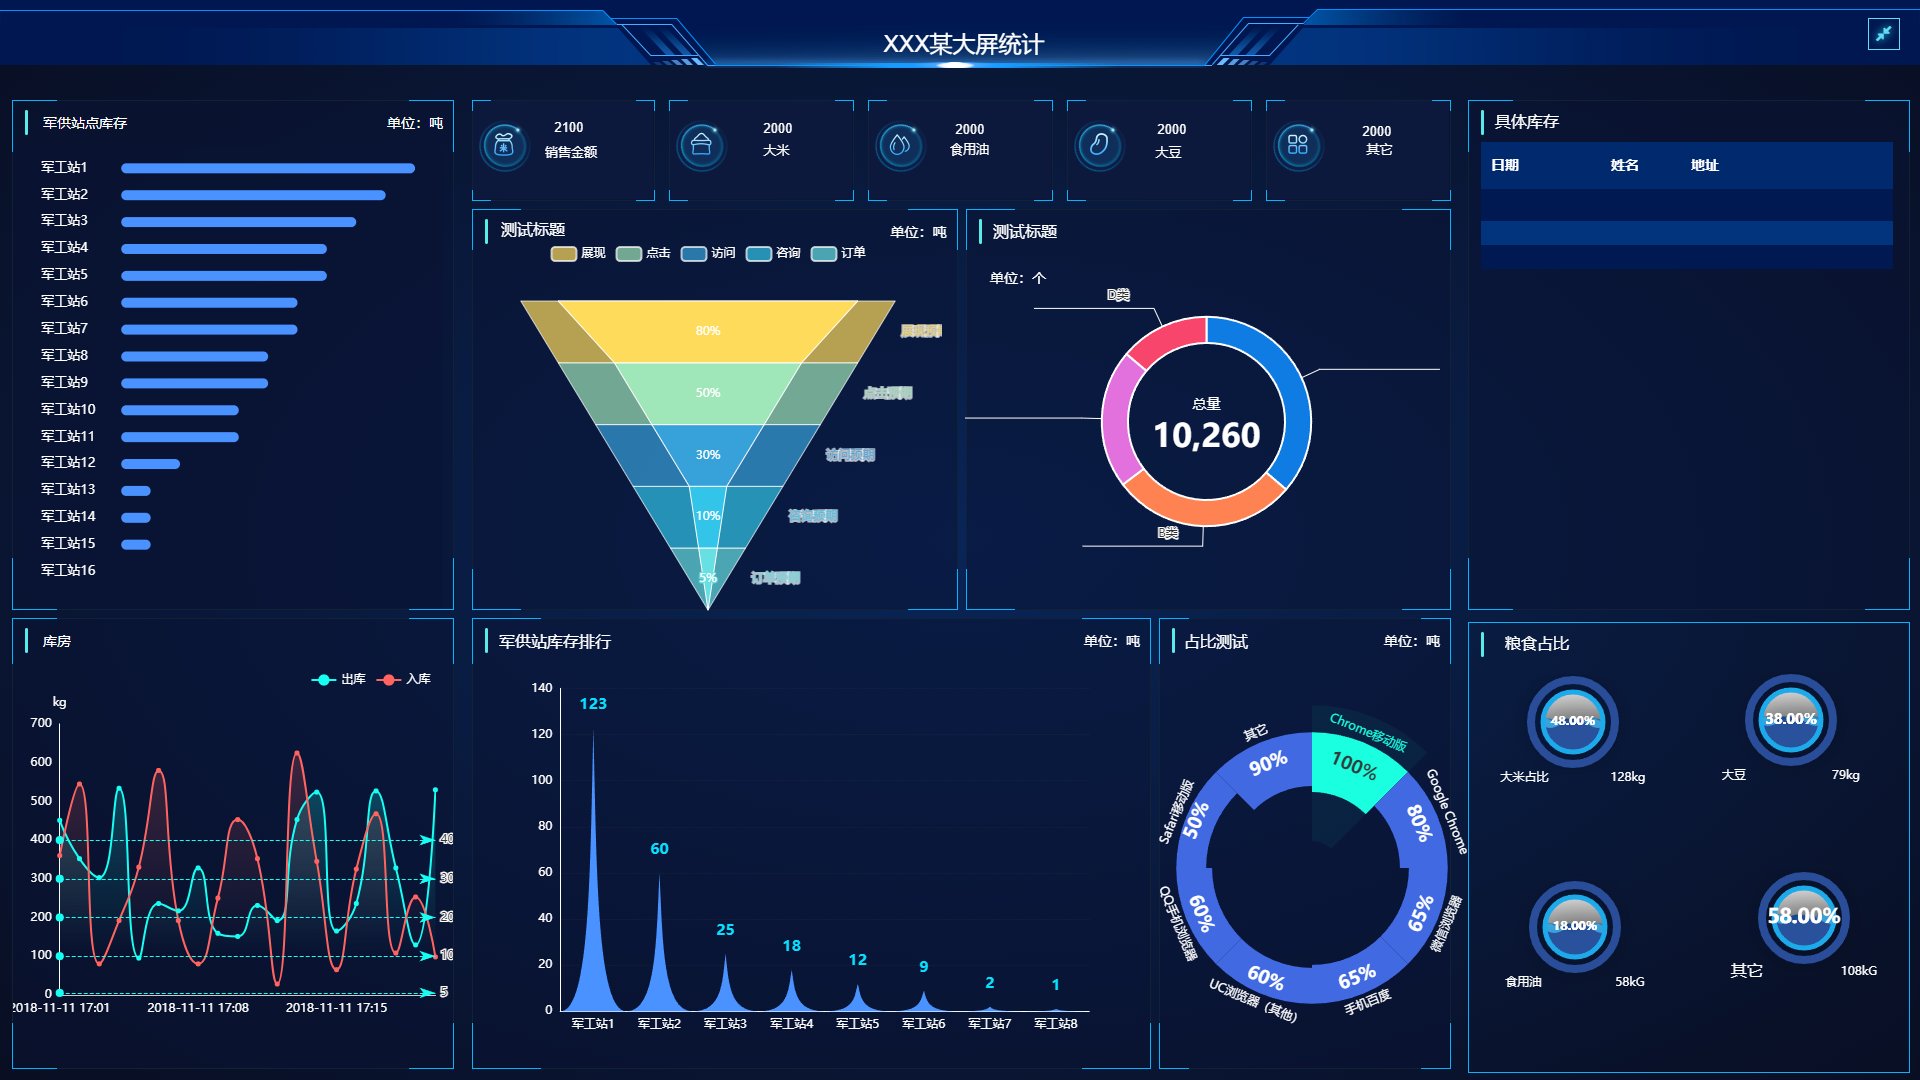 XXX某大屏统计
军供站点库存
单位：吨
军工站1
军工站2
军工站3
军工站4
军工站5
军工站6
军工站7
军工站8
军工站9
军工站10
军工站11
军工站12
军工站13
军工站14
军工站15
军工站16
2100
销售金额
2000
大米
2000
食用油
2000
大豆
2000
其它
测试标题
单位：吨
展现
点击
访问
咨询
订单
80%
50%
30%
10%
5%
展现预期
点击预期
访问预期
咨询预期
订单预期
测试标题
单位：个
D类
总量
10,260
B类
具体库存
日期
姓名
地址
库房
出库
入库
kg
700
600
500
400
300
200
100
0
40
30
20
10
5
2018-11-11 17:01
2018-11-11 17:08
2018-11-11 17:15
军供站库存排行
单位：吨
140
120
100
80
60
40
20
0
123
60
25
18
12
9
2
1
军工站1
军工站2
军工站3
军工站4
军工站5
军工站6
军工站7
军工站8
占比测试
单位：吨
Chrome移动版
100%
Google Chrome
80%
微信浏览器
65%
手机百度
65%
UC浏览器（其他）
60%
QQ手机浏览器
60%
Safari移动版
50%
其它
90%
粮食占比
48.00%
大米占比
128kg
38.00%
大豆
79kg
18.00%
食用油
58kG
58.00%
其它
108kG